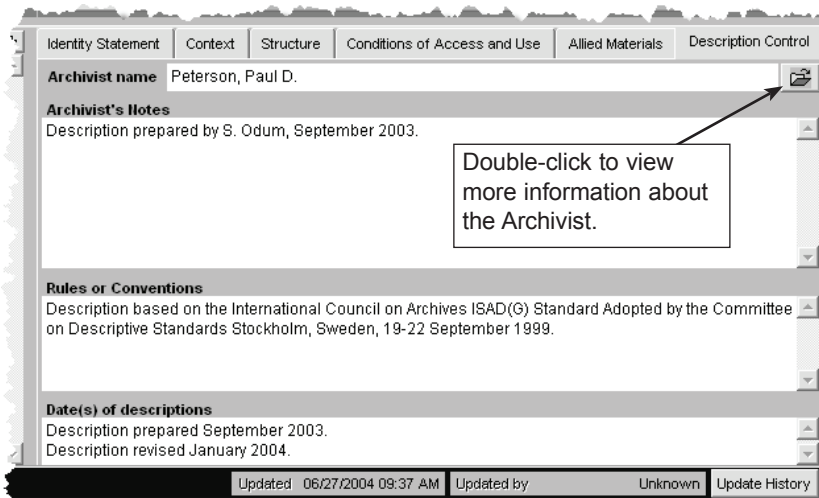 Identity Statement Context Structure Conditions of Access and Use Allied Materials Description Control
Archivist name Peterson, Paul D.
Archivist's Notes
Description prepared by S. Odum, September 2003.
Double-click to view
more information about
the Archivist.
Rules or Conventions
Description based on the International Council on Archives ISAD(G) Standard Adopted by the Committee
on Descriptive Standards Stockholm, Sweden, 19-22 September 1999.
Date(s) of descriptions
Description prepared September 2003.
Description revised January 2004.
Updated 06/27/2004 09:37 AM Updated by Unknown Update History